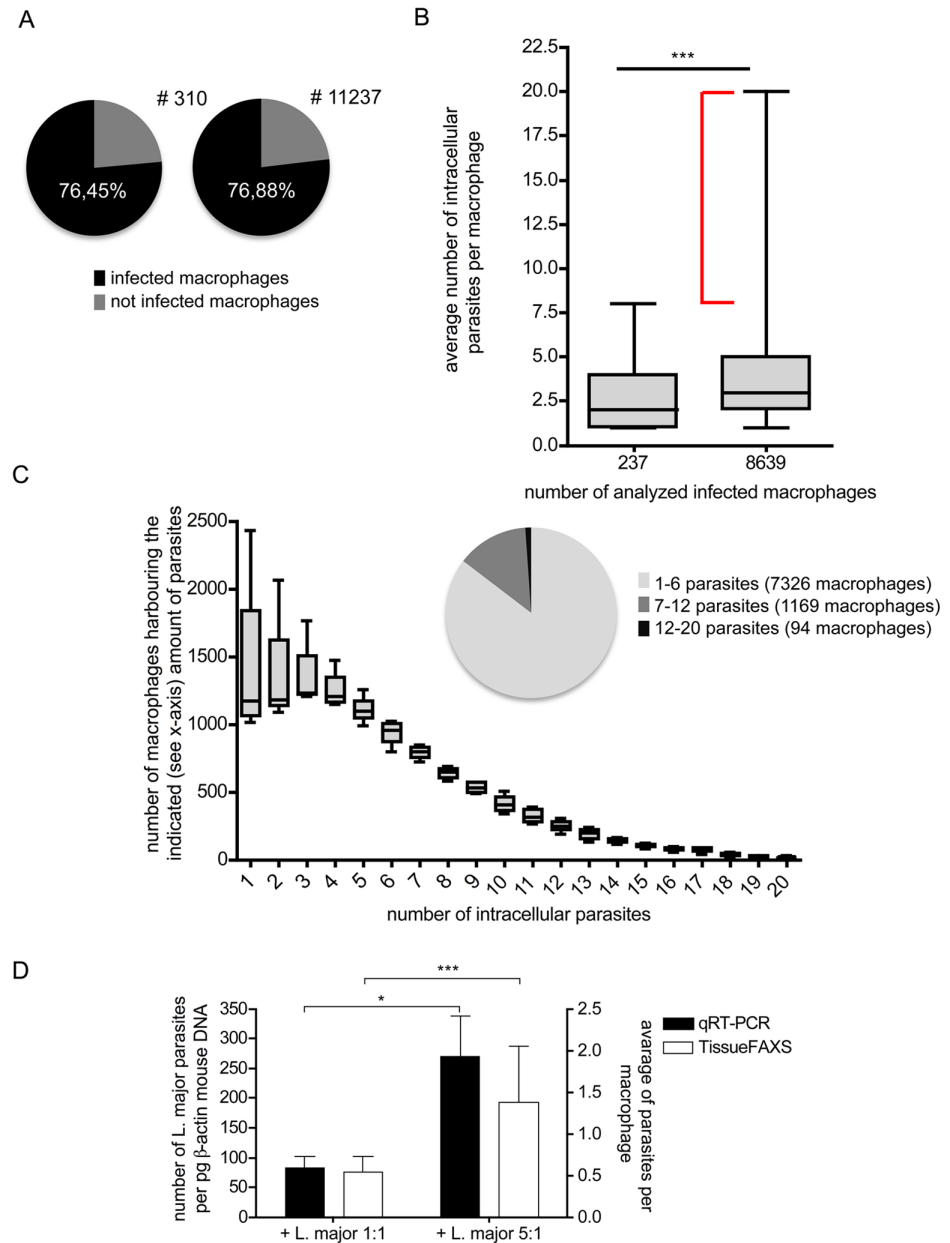 A
# 310
# 11237
76,45%
76,88%
infected macrophages
not infected macrophages
B
average number of intracellular
parasites per macrophage
22.5
20.0
17.5
15.0
12.5
10.0
7.5
5.0
2.5
0.0
***
237
8639
number of analyzed infected macrophages
C
number of macrophages harbouring the
indicated (see x-axis) amount of parasites
2500
2000
1500
1000
500
0
1 2 3 4 5 6 7 8 9 10 11 12 13 14 15 16 17 18 19 20
number of intracellular parasites
1-6 parasites (7326 macrophages)
7-12 parasites (1169 macrophages)
12-20 parasites (94 macrophages)
D
number of L. major parasites
per pg β-actin mouse DNA
350
300
250
200
150
100
50
0
***
*
2.5
2.0
1.5
1.0
0.5
0.0
avarage of parasites per
macrophage
+ L. major 1:1
+ L. major 5:1
qRT-PCR
TissueFAXS